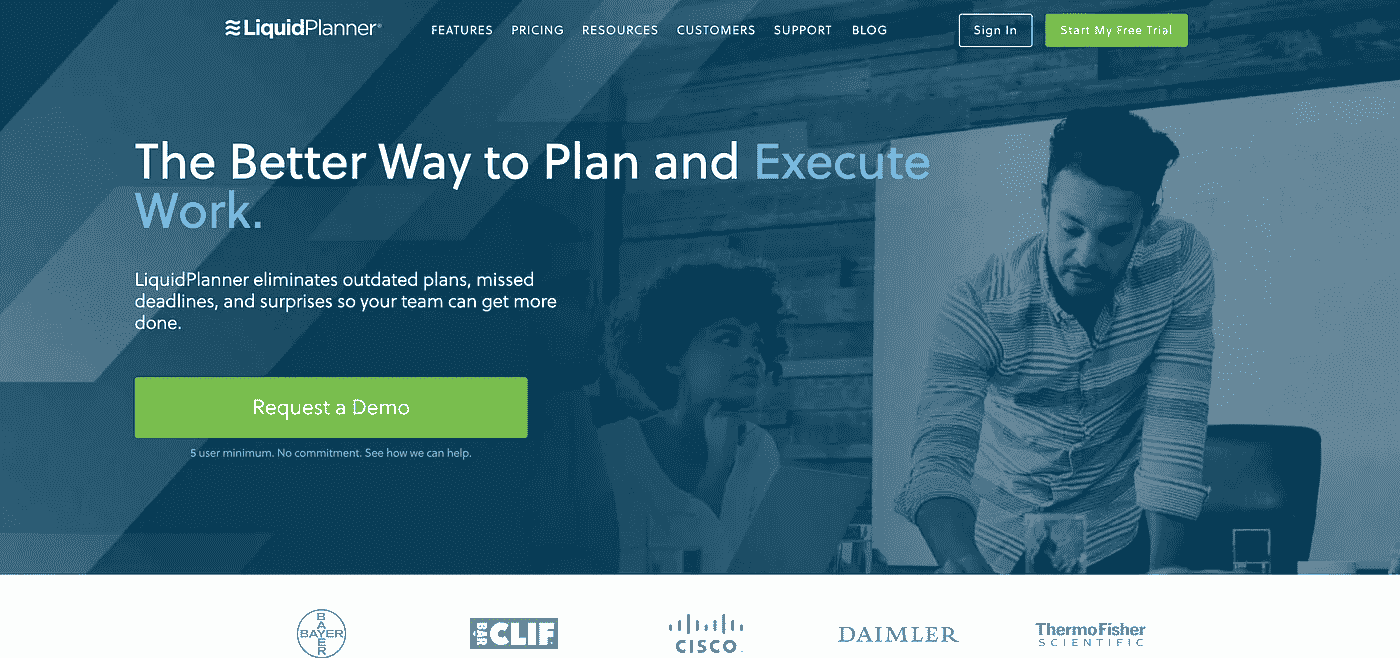 LiquidPlanner®
FEATURES PRICING RESOURCES CUSTOMERS SUPPORT BLOG
Sign In
Start My Free Trial
The Better Way to Plan and Execute
Work.
LiquidPlanner eliminates outdated plans, missed
deadlines, and surprises so your team can get more
done.
Request a Demo
5 user minimum. No commitment. See how we can help.
BAYER
BAYER
CLIF BAR
CISCO
DAIMLER
ThermoFisher
SCIENTIFIC